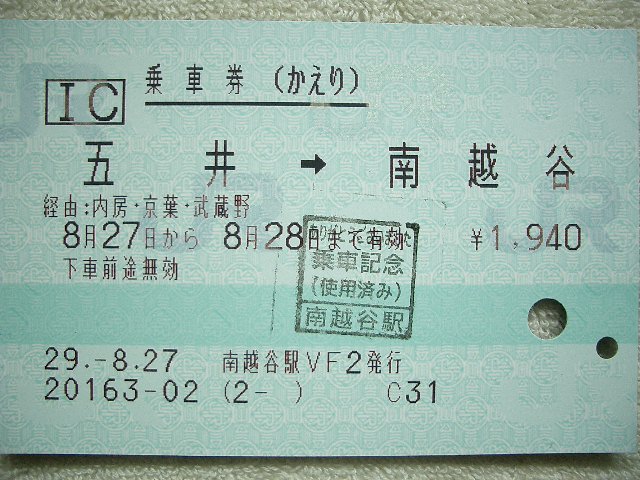 IC 乗車券(かえり)
五井 → 南越谷
経由:内房・京葉・武蔵野
8月27日から 8月28日まで有効 ¥1,940
下車前途無効
乗車記念
(使用済み)
南越谷駅
29.-8.27 南越谷駅VF2発行
20163-02 (2- ) C31